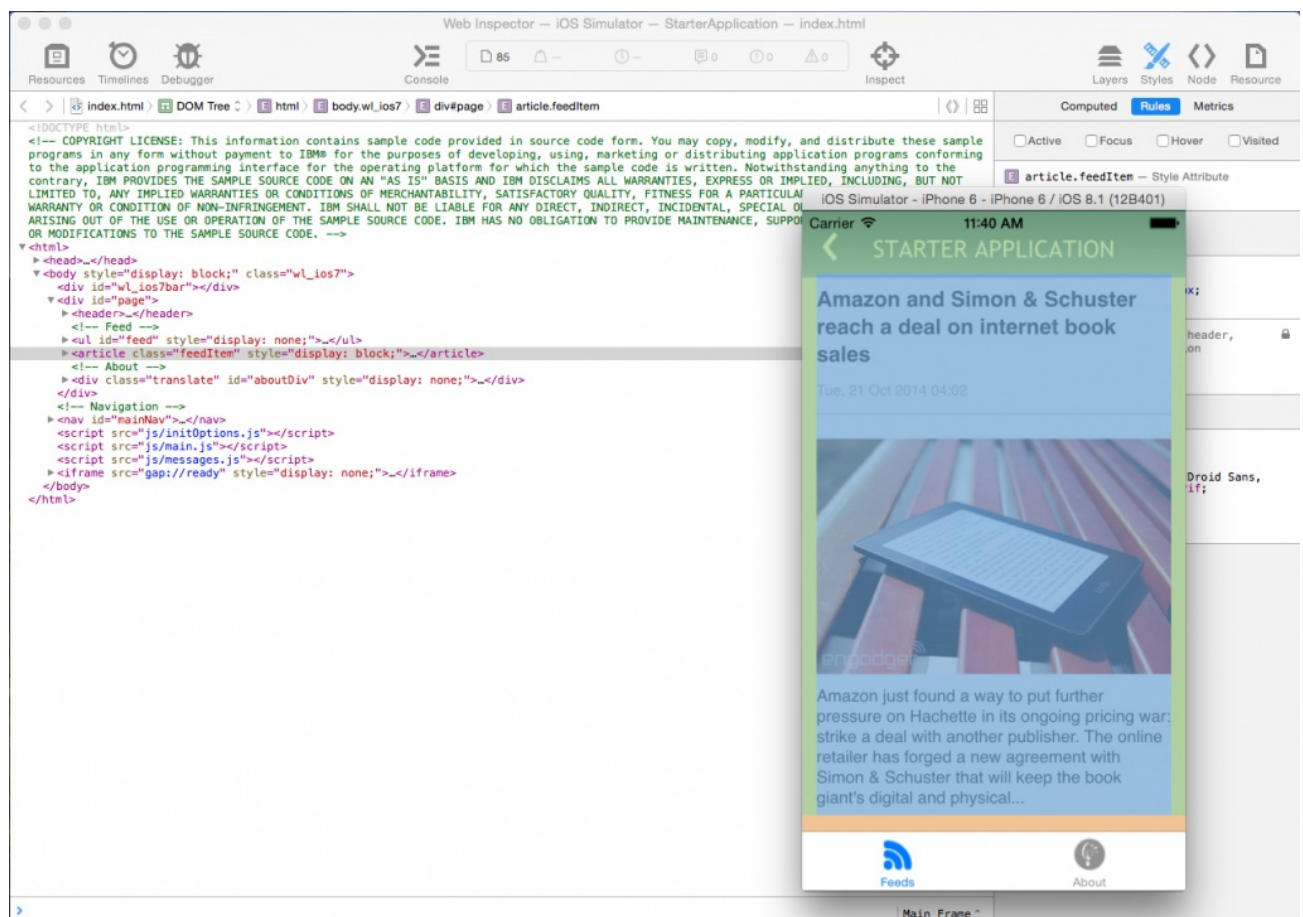 Web Inspector — iOS Simulator — StarterApplication — index.html
Resources Timelines Debugger Console 85 – – 0 0 0 Inspect Layers Styles Node Resource
index.html DOM Tree html body.wl_ios7 div#page article.feedItem Computed Rules Metrics
Active Focus Hover Visited
article.feedItem — Style Attribute
<!DOCTYPE html>
<!-- COPYRIGHT LICENSE: This information contains sample code provided in source code form. You may copy, modify, and distribute these sample
programs in any form without payment to IBM® for the purposes of developing, using, marketing or distributing application programs conforming
to the application programming interface for the operating platform for which the sample code is written. Notwithstanding anything to the
contrary, IBM PROVIDES THE SAMPLE SOURCE CODE ON AN "AS IS" BASIS AND IBM DISCLAIMS ALL WARRANTIES, EXPRESS OR IMPLIED, INCLUDING, BUT NOT
LIMITED TO, ANY IMPLIED WARRANTIES OR CONDITIONS OF MERCHANTABILITY, SATISFACTORY QUALITY, FITNESS FOR A PARTICULA
WARRANTY OR CONDITION OF NON-INFRINGEMENT. IBM SHALL NOT BE LIABLE FOR ANY DIRECT, INDIRECT, INCIDENTAL, SPECIAL O
ARISING OUT OF THE USE OR OPERATION OF THE SAMPLE SOURCE CODE. IBM HAS NO OBLIGATION TO PROVIDE MAINTENANCE, SUPPO
OR MODIFICATIONS TO THE SAMPLE SOURCE CODE. -->
<html>
<head>…</head>
<body style="display: block;" class="wl_ios7">
<div id="wl_ios7bar"></div>
<div id="page">
<header>…</header>
<!-- Feed -->
<ul id="feed" style="display: none;">…</ul>
<article class="feedItem" style="display: block;">…</article>
<!-- About -->
<div class="translate" id="aboutDiv" style="display: none;">…</div>
</div>
<!-- Navigation -->
<nav id="mainNav">…</nav>
<script src="js/initOptions.js"></script>
<script src="js/main.js"></script>
<script src="js/messages.js"></script>
<iframe src="gap://ready" style="display: none;">…</iframe>
</body>
</html>
iOS Simulator - iPhone 6 - iPhone 6 / iOS 8.1 (12B401)
Carrier 11:40 AM
STARTER APPLICATION
Amazon and Simon & Schuster
reach a deal on internet book
sales
Tue, 21 Oct 2014 04:02
engadget
Amazon just found a way to put further
pressure on Hachette in its ongoing pricing war:
strike a deal with another publisher. The online
retailer has forged a new agreement with
Simon & Schuster that will keep the book
giant's digital and physical...
Feeds About
ox;
header,
on
Droid Sans,
rif;
Main Frame